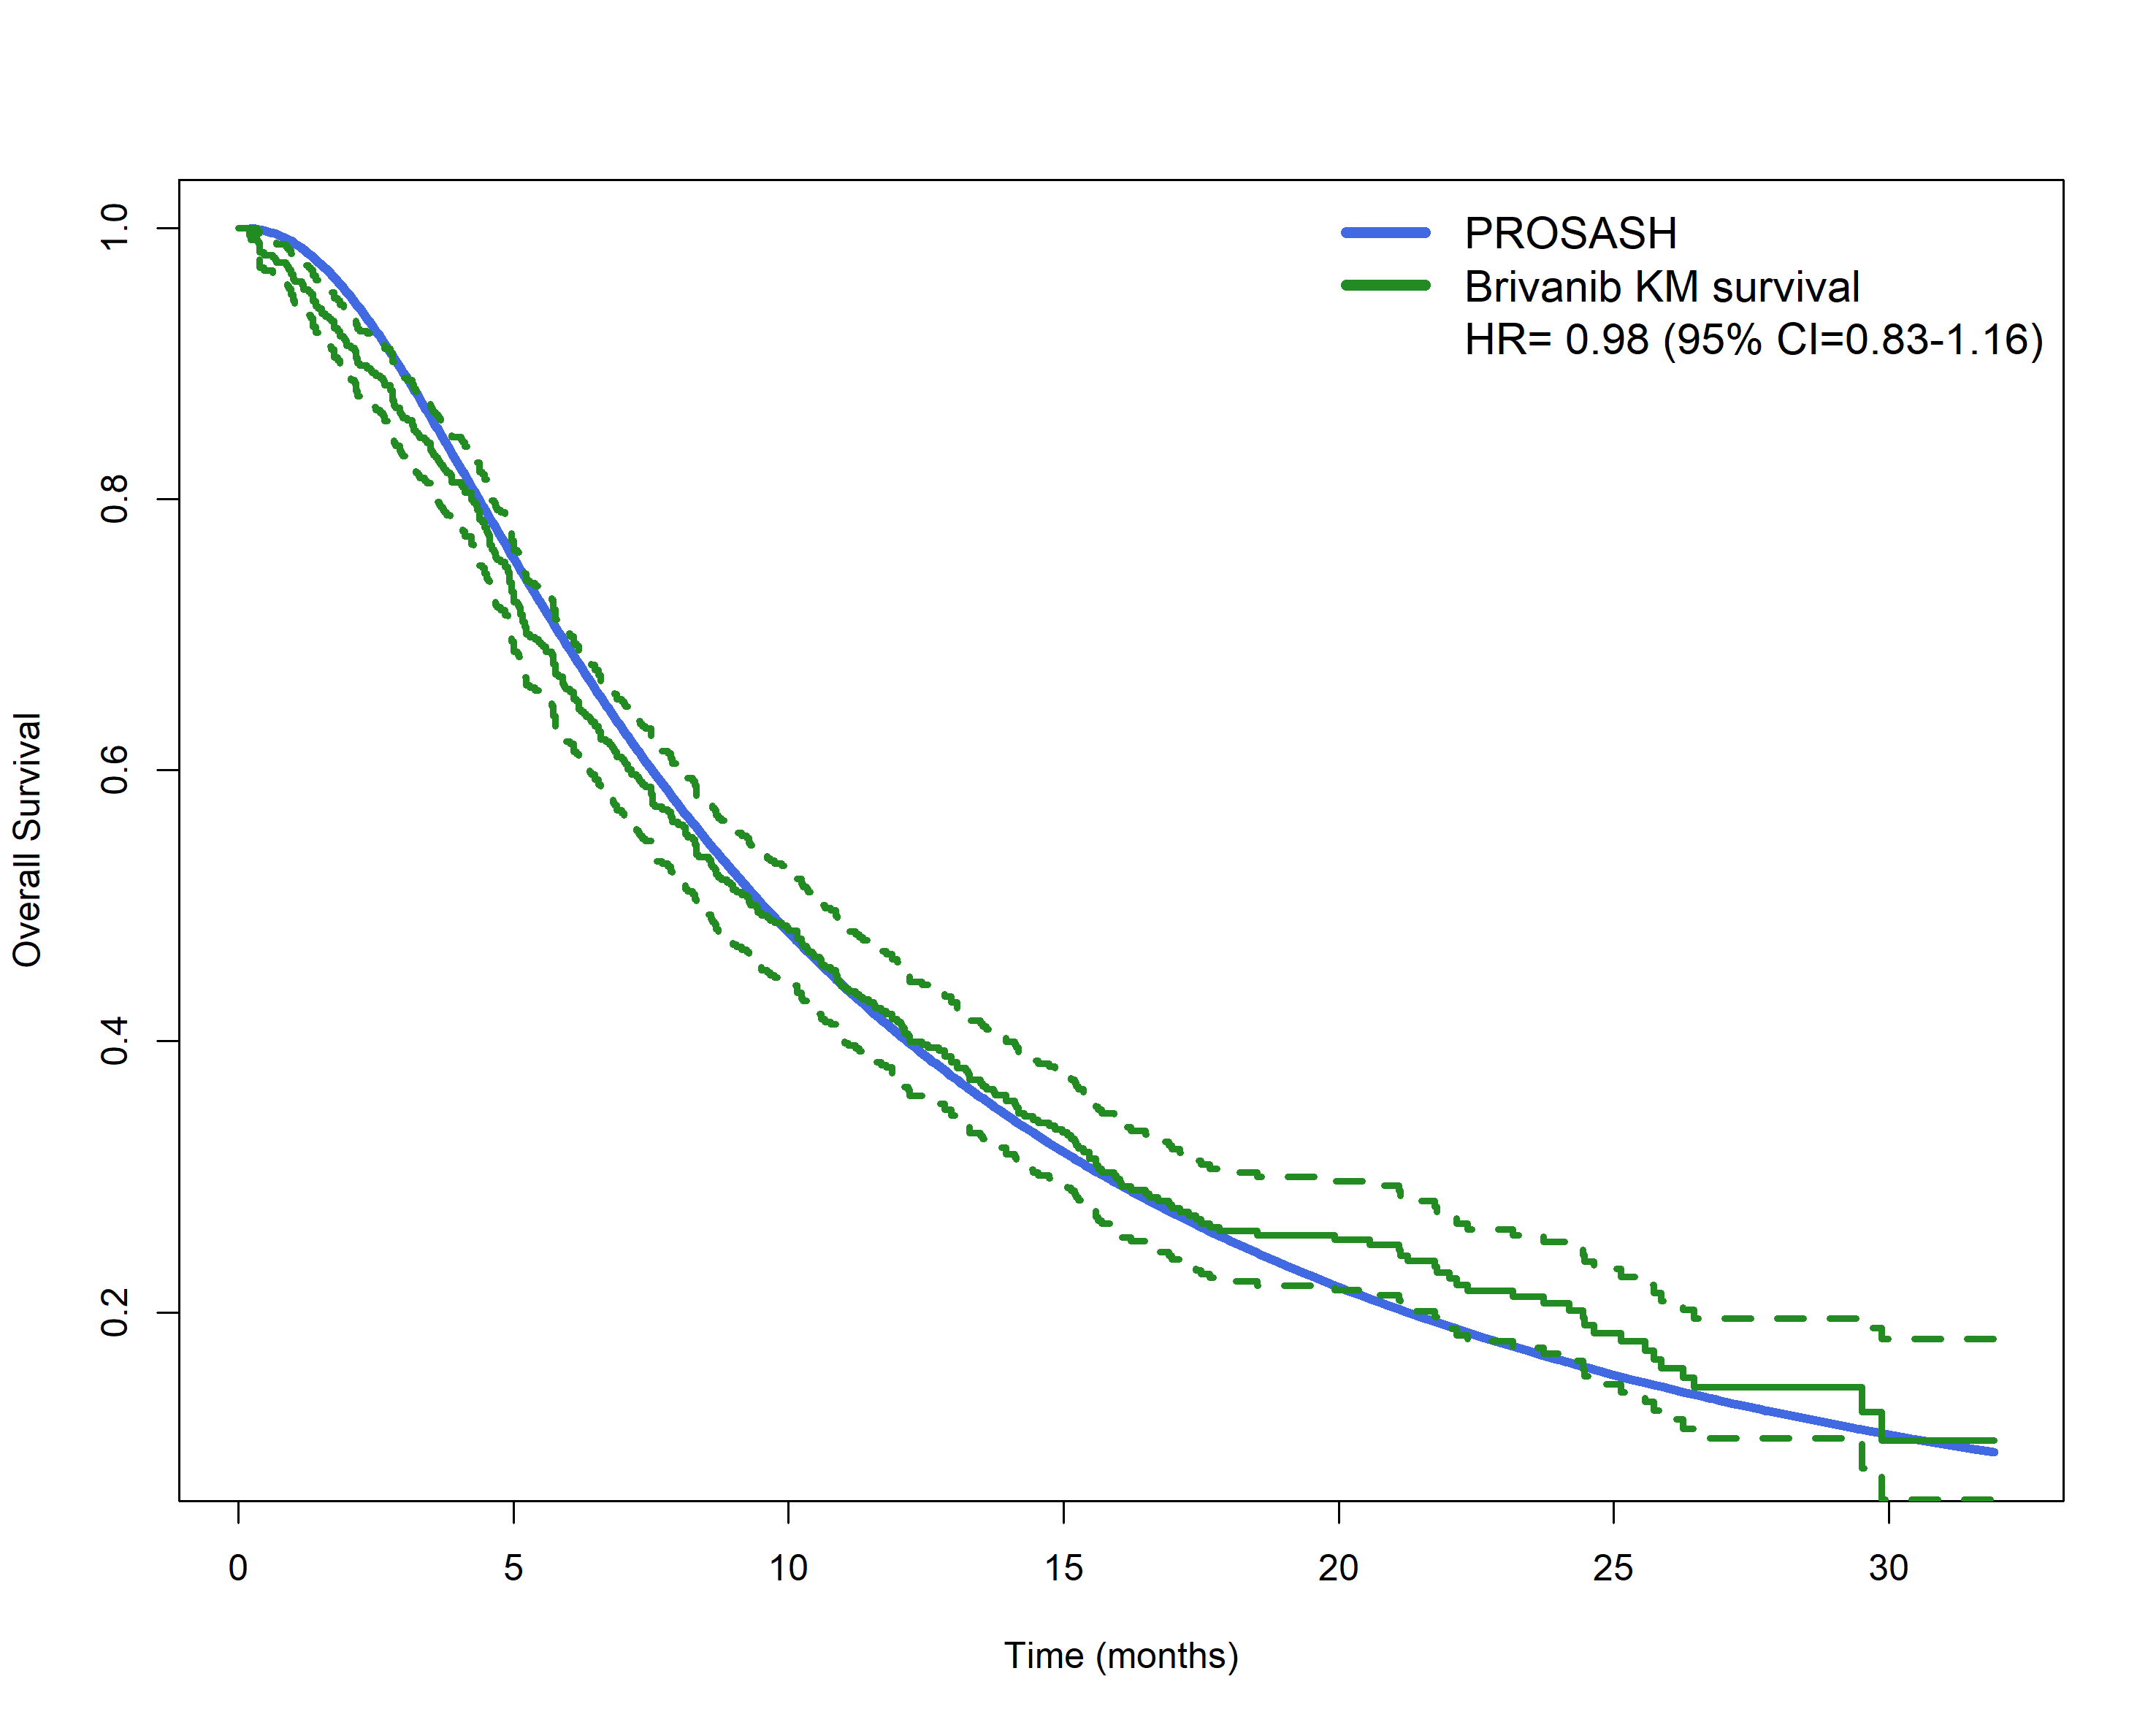 PROSASH
Brivanib KM survival
HR= 0.98 (95% CI=0.83-1.16)
Overall Survival
1.0
0.8
0.6
0.4
0.2
0 5 10 15 20 25 30
Time (months)